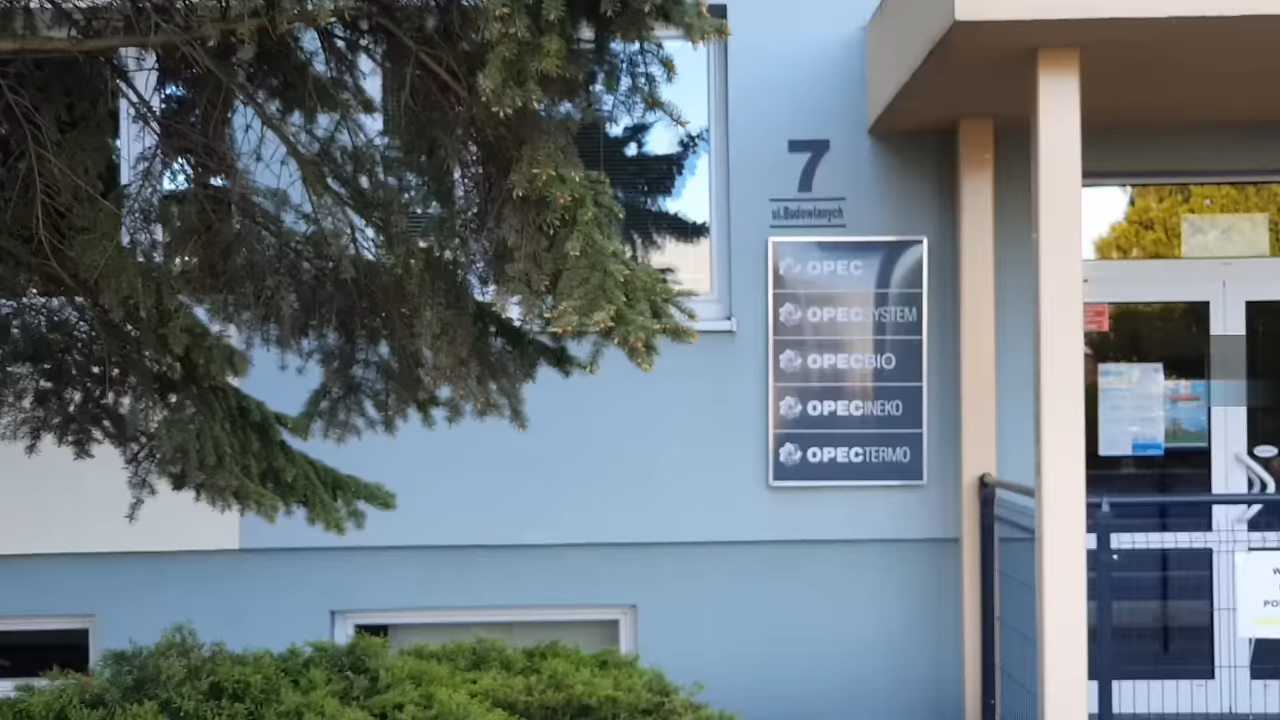 7
ul.Budowlanych
OPEC
OPECSYSTEM
OPECBIO
OPECINEKO
OPECTERMO